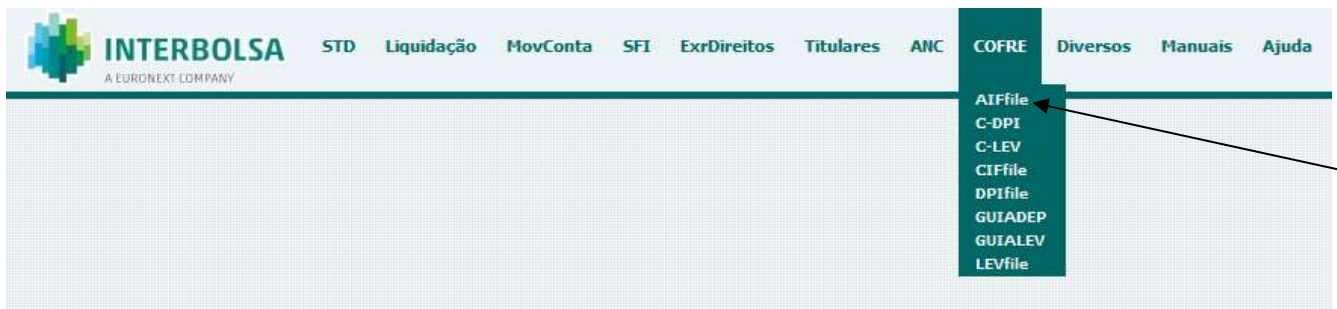 INTERBOLSA
A EURONEXT COMPANY
STD Liquidação MovConta SFI ExrDireitos Titulares ANC COFRE Diversos Manuais Ajuda
AIFfile
C-DPI
C-LEV
CIFfile
DPIfile
GUIADEP
GUIALEV
LEVfile